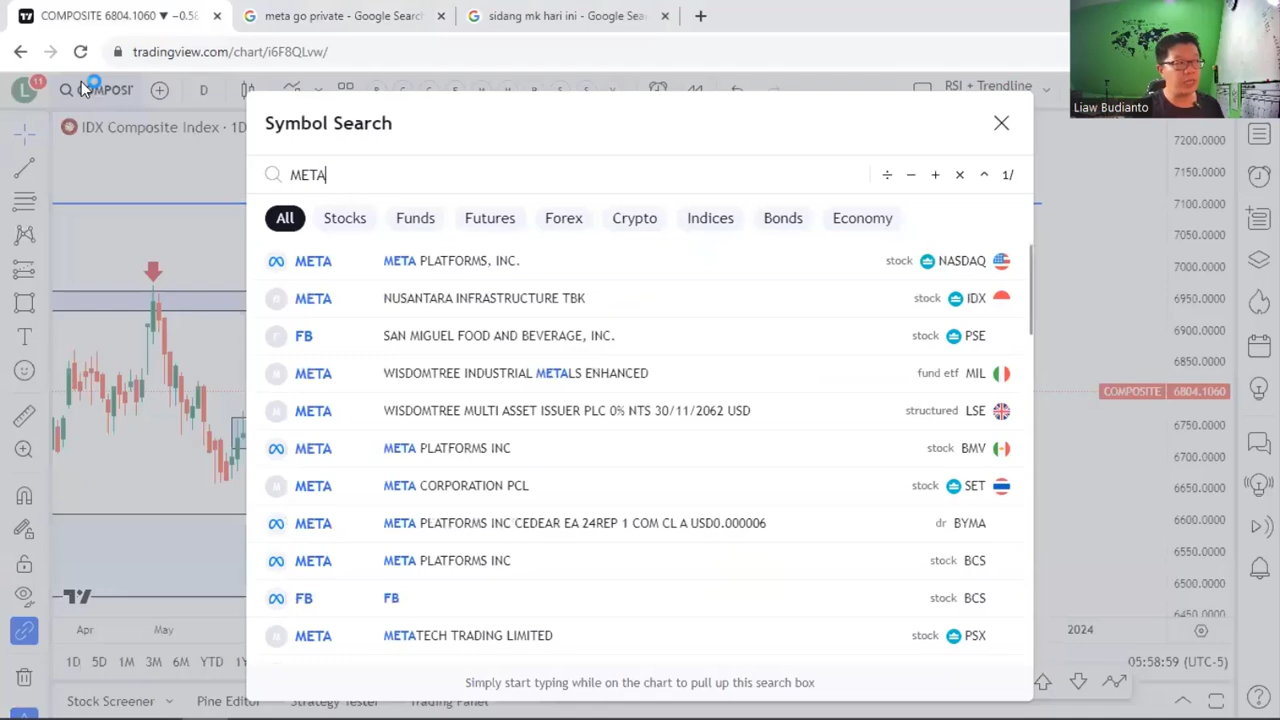 COMPOSITE 6804.1060 ▼ −0.58
meta go private - Google Search
sidang mk hari ini - Google Sea
tradingview.com/chart/i6F8QLvw/
Liaw Budianto
L
11
D
RSI + Trendline
IDX Composite Index · 1D
Symbol Search
META
÷ − + × ^ 1/
All Stocks Funds Futures Forex Crypto Indices Bonds Economy
META META PLATFORMS, INC. stock NASDAQ
META NUSANTARA INFRASTRUCTURE TBK stock IDX
FB SAN MIGUEL FOOD AND BEVERAGE, INC. stock PSE
META WISDOMTREE INDUSTRIAL METALS ENHANCED fund etf MIL
META WISDOMTREE MULTI ASSET ISSUER PLC 0% NTS 30/11/2062 USD structured LSE
META META PLATFORMS INC stock BMV
META META CORPORATION PCL stock SET
META META PLATFORMS INC CEDEAR EA 24REP 1 COM CL A USD0.000006 dr BYMA
META META PLATFORMS INC stock BCS
FB FB stock BCS
META METATECH TRADING LIMITED stock PSX
Simply start typing while on the chart to pull up this search box
7200.0000
7150.0000
7100.0000
7050.0000
7000.0000
6950.0000
6900.0000
6850.0000
COMPOSITE 6804.1060
6750.0000
6700.0000
6650.0000
6600.0000
6550.0000
6500.0000
6450.0000
Apr May 2024
1D 5D 1M 3M 6M YTD 1Y
05:58:59 (UTC-5)
Stock Screener Pine Editor Strategy Tester Trading Panel